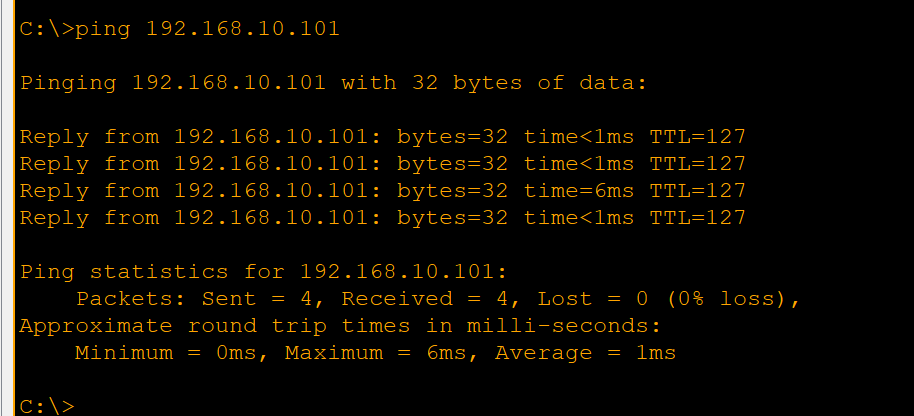 C:\>ping 192.168.10.101
Pinging 192.168.10.101 with 32 bytes of data:
Reply from 192.168.10.101: bytes=32 time<1ms TTL=127
Reply from 192.168.10.101: bytes=32 time<1ms TTL=127
Reply from 192.168.10.101: bytes=32 time=6ms TTL=127
Reply from 192.168.10.101: bytes=32 time<1ms TTL=127
Ping statistics for 192.168.10.101:
    Packets: Sent = 4, Received = 4, Lost = 0 (0% loss),
Approximate round trip times in milli-seconds:
    Minimum = 0ms, Maximum = 6ms, Average = 1ms
C:\>